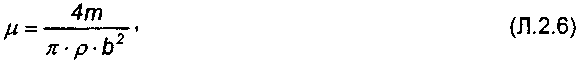 μ = 4m / (π · ρ · b²), (Л.2.6)